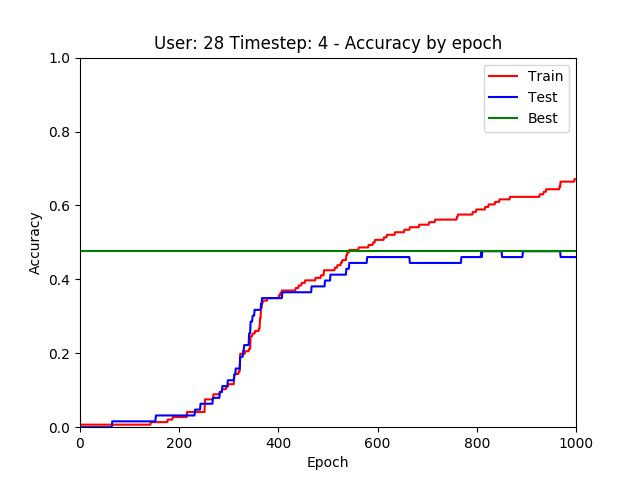 User: 28 Timestep: 4 - Accuracy by epoch
Train
Test
Best
Accuracy
1.0
0.8
0.6
0.4
0.2
0.0
0 200 400 600 800 1000
Epoch